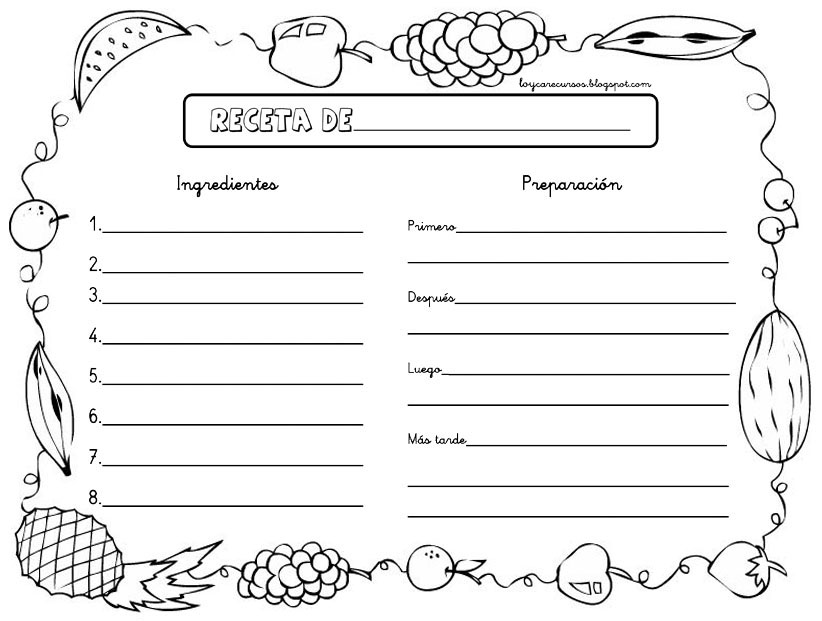 loycarecursos.blogspot.com
RECETA DE
Ingredientes
1.
2.
3.
4.
5.
6.
7.
8.
Preparación
Primero
Después
Luego
Más tarde